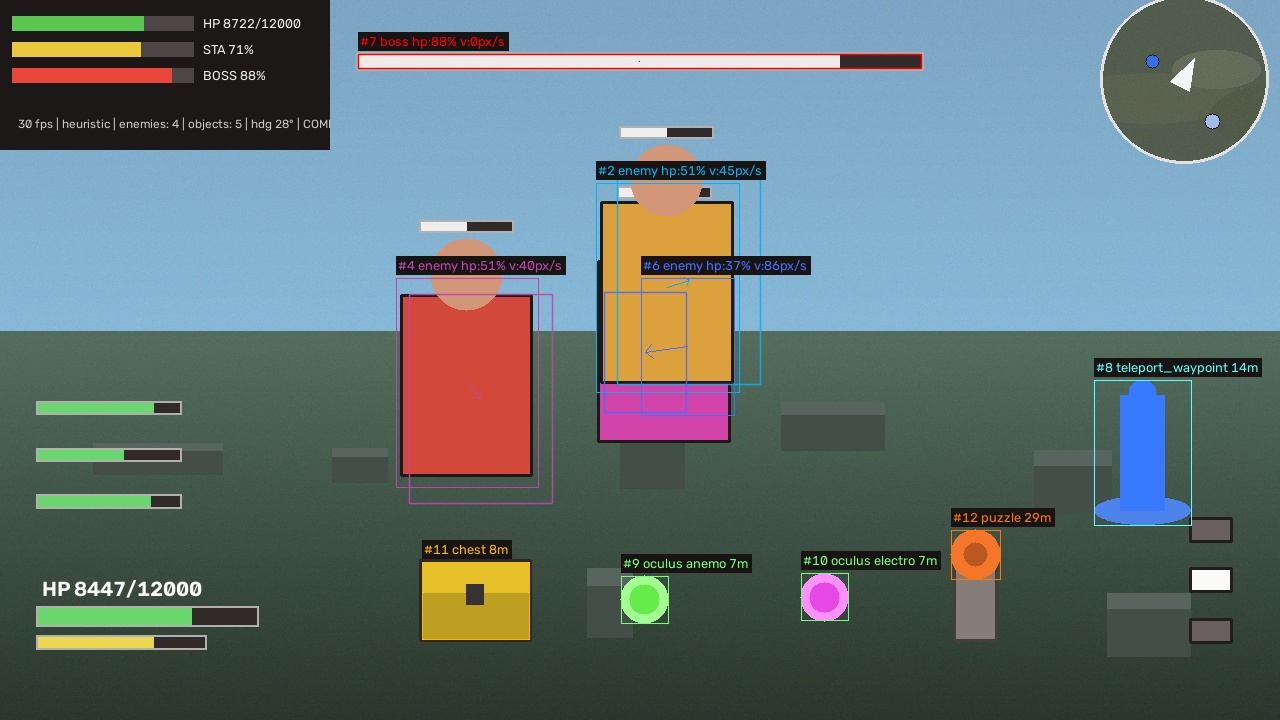 HP 8722/12000
STA 71%
BOSS 88%
30 fps | heuristic | enemies: 4 | objects: 5 | hdg 28° |
#7 boss hp:88% v:0px/s
#2 enemy hp:51% v:45px/s
#4 enemy hp:51% v:40px/s
#6 enemy hp:37% v:86px/s
#8 teleport_waypoint 14m
#12 puzzle 29m
#11 chest 8m
#9 oculus anemo 7m
#10 oculus electro 7m
HP 8447/12000